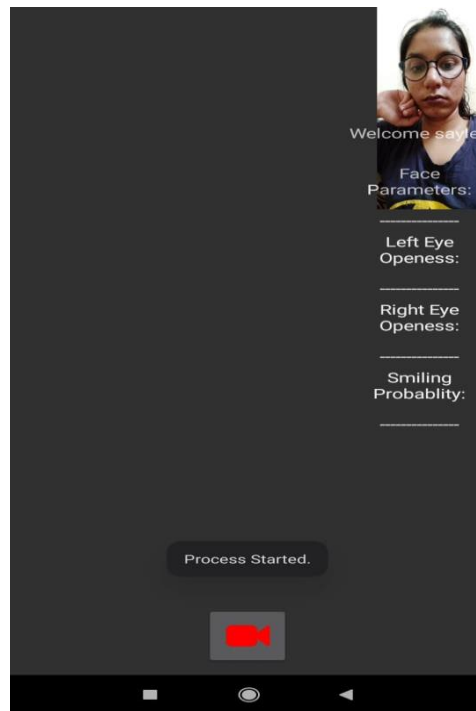 Welcome sayle
Face
Parameters:
---------------
Left Eye
Openess:
---------------
Right Eye
Openess:
---------------
Smiling
Probablity:
---------------
Process Started.